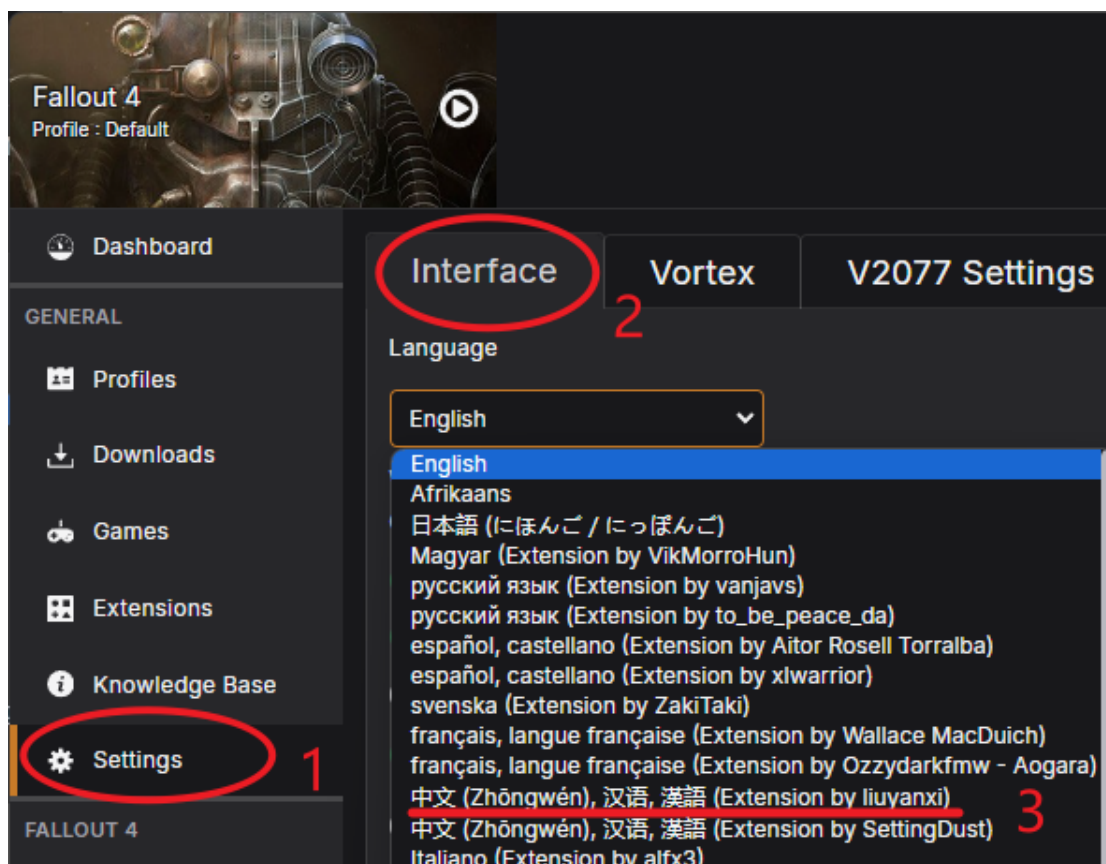 Fallout 4
Profile : Default
Dashboard
GENERAL
Profiles
Downloads
Games
Extensions
Knowledge Base
Settings
1
FALLOUT 4
Interface
2
Vortex
V2077 Settings
Language
English
English
Afrikaans
日本語 (にほんご / にっぽんご)
Magyar (Extension by VikMorroHun)
русский язык (Extension by vanjavs)
русский язык (Extension by to_be_peace_da)
español, castellano (Extension by Aitor Rosell Torralba)
español, castellano (Extension by xlwarrior)
svenska (Extension by ZakiTaki)
français, langue française (Extension by Wallace MacDuich)
français, langue française (Extension by Ozzydarkfmw - Aogara)
中文 (Zhōngwén), 汉语, 漢語 (Extension by liuyanxi)
3
中文 (Zhōngwén), 汉语, 漢語 (Extension by SettingDust)
Italiano (Extension by alfx3)